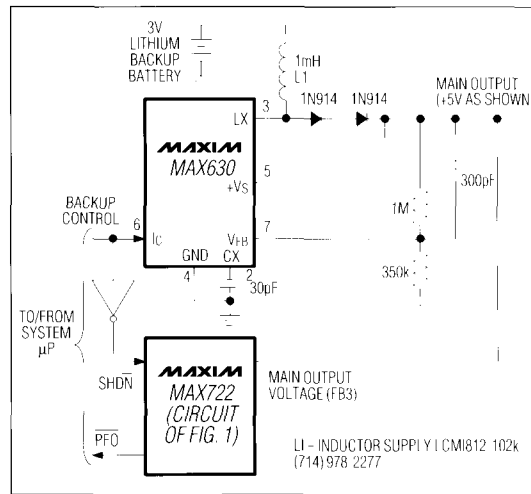 3V
LITHIUM
BACKUP
BATTERY
1mH
L1
1N914 1N914
MAIN OUTPUT
(+5V AS SHOWN
3
LX
MAXIM
MAX630
5
+VS
300pF
1M
BACKUP
CONTROL
6
IC
VFB
7
GND CX
4
2
30pF
350k
TO/FROM
SYSTEM
µP
SHDN
MAXIM
MAX722
(CIRCUIT
OF FIG. 1)
MAIN OUTPUT
VOLTAGE (FB3)
PFO
LI – INDUCTOR SUPPLY I CMI812 102k
(714) 978 2277